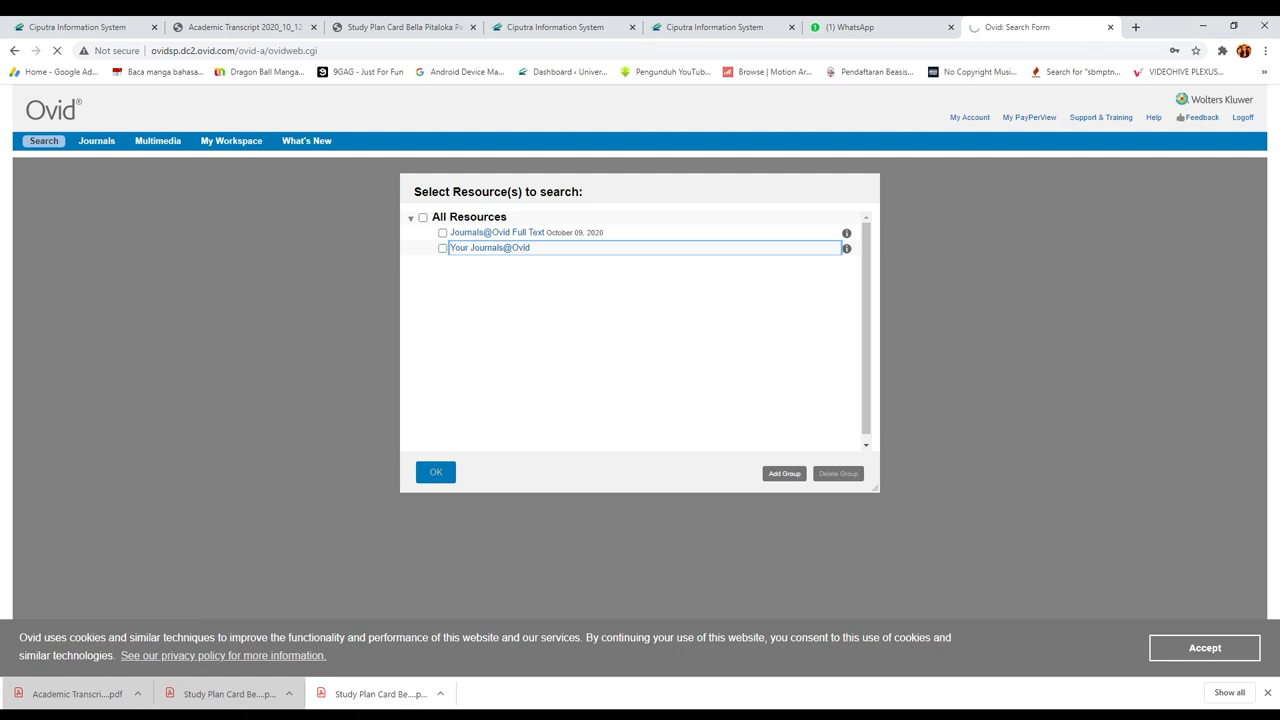 Ciputra Information System
Academic Transcript 2020_10_12
Study Plan Card Bella Pitaloka Pa
Ciputra Information System
Ciputra Information System
(1) WhatsApp
Ovid: Search Form
Not secure
ovidsp.dc2.ovid.com/ovid-a/ovidweb.cgi
Home - Google Ad...
Baca manga bahasa...
Dragon Ball Manga...
9GAG - Just For Fun
Android Device Ma...
Dashboard ‹ Univer...
Pengunduh YouTub...
Browse | Motion Ar...
Pendaftaran Beasis...
No Copyright Musi...
Search for "sbmptn...
VIDEOHIVE PLEXUS...
Ovid®
Wolters Kluwer
My Account
My PayPerView
Support & Training
Help
Feedback
Logoff
Search
Journals
Multimedia
My Workspace
What's New
Select Resource(s) to search:
All Resources
Journals@Ovid Full Text October 09, 2020
Your Journals@Ovid
OK
Add Group
Delete Group
Ovid uses cookies and similar techniques to improve the functionality and performance of this website and our services. By continuing your use of this website, you consent to this use of cookies and
similar technologies. See our privacy policy for more information.
Accept
Academic Transcri....pdf
Study Plan Card Be....p...
Study Plan Card Be....p...
Show all